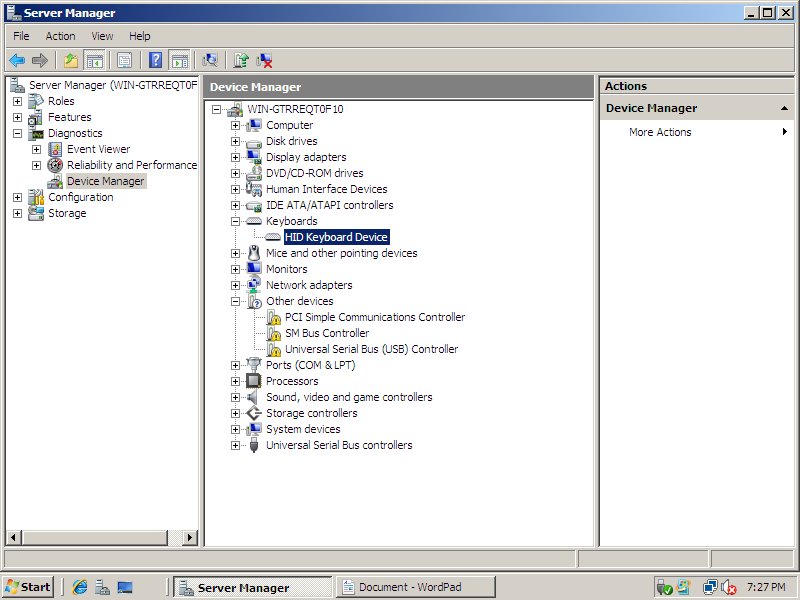 Server Manager
File Action View Help
Server Manager (WIN-GTRREQT0F
Roles
Features
Diagnostics
Event Viewer
Reliability and Performance
Device Manager
Configuration
Storage
Device Manager
WIN-GTRREQT0F10
Computer
Disk drives
Display adapters
DVD/CD-ROM drives
Human Interface Devices
IDE ATA/ATAPI controllers
Keyboards
HID Keyboard Device
Mice and other pointing devices
Monitors
Network adapters
Other devices
PCI Simple Communications Controller
SM Bus Controller
Universal Serial Bus (USB) Controller
Ports (COM & LPT)
Processors
Sound, video and game controllers
Storage controllers
System devices
Universal Serial Bus controllers
Actions
Device Manager
More Actions
Start
Server Manager
Document - WordPad
7:27 PM